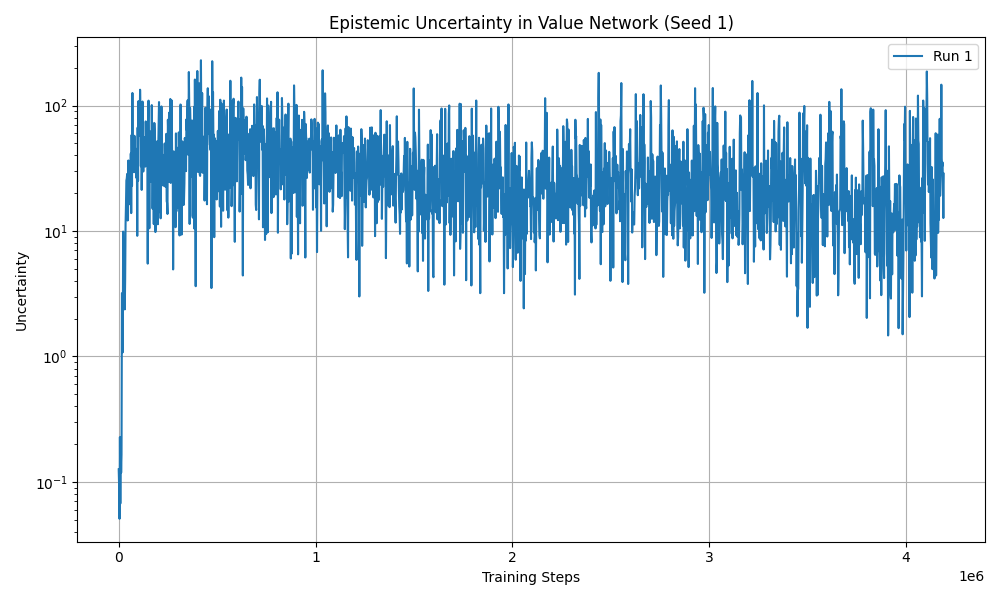 Epistemic Uncertainty in Value Network (Seed 1)
Run 1
Uncertainty
10²
10¹
10⁰
10⁻¹
0 1 2 3 4
1e6
Training Steps